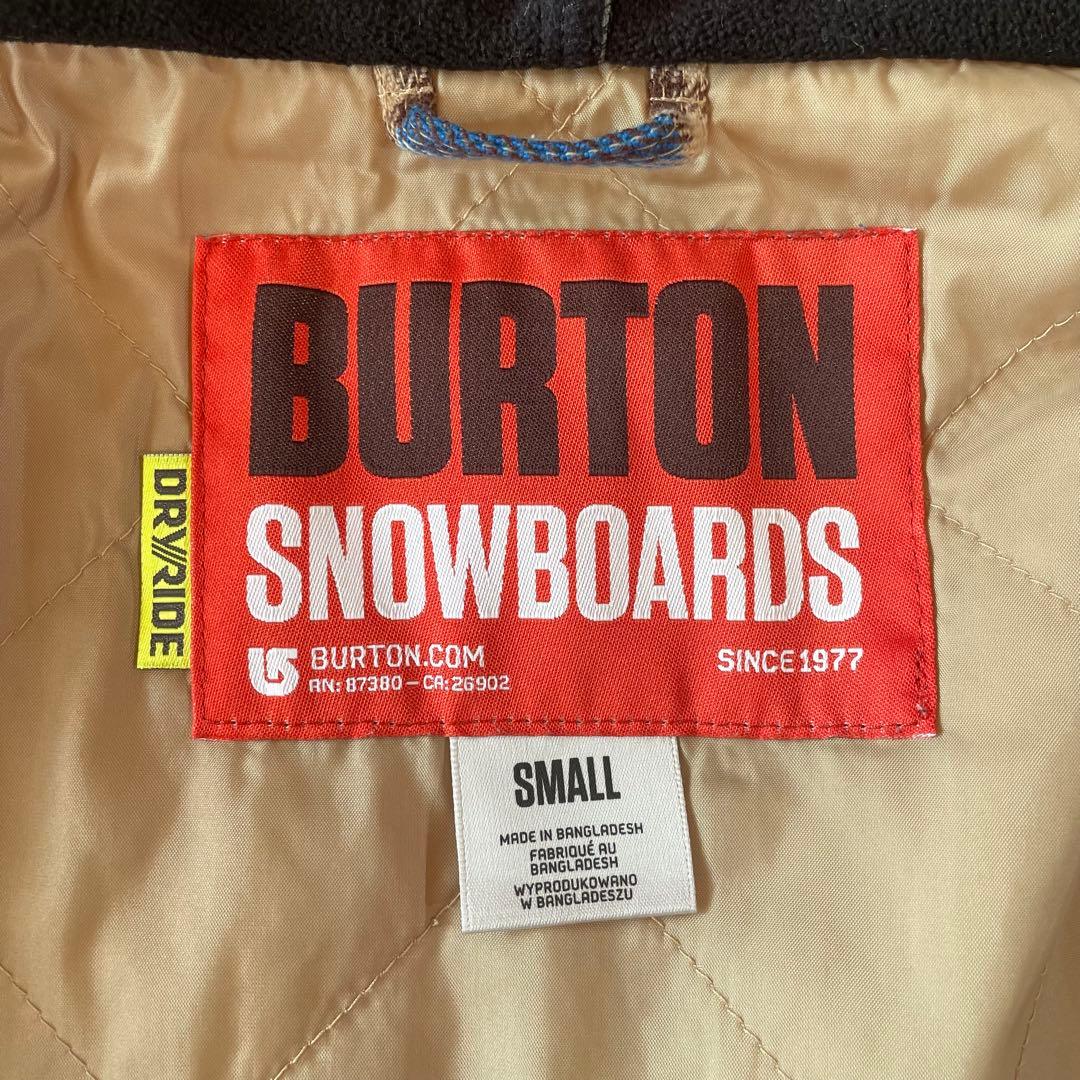 BURTON
SNOWBOARDS
BURTON.COM
RN: 87380 – CA: 26902
SINCE 1977
DRY//RIDE
SMALL
MADE IN BANGLADESH
FABRIQUÉ AU
BANGLADESH
WYPRODUKOWANO
W BANGLADESZU